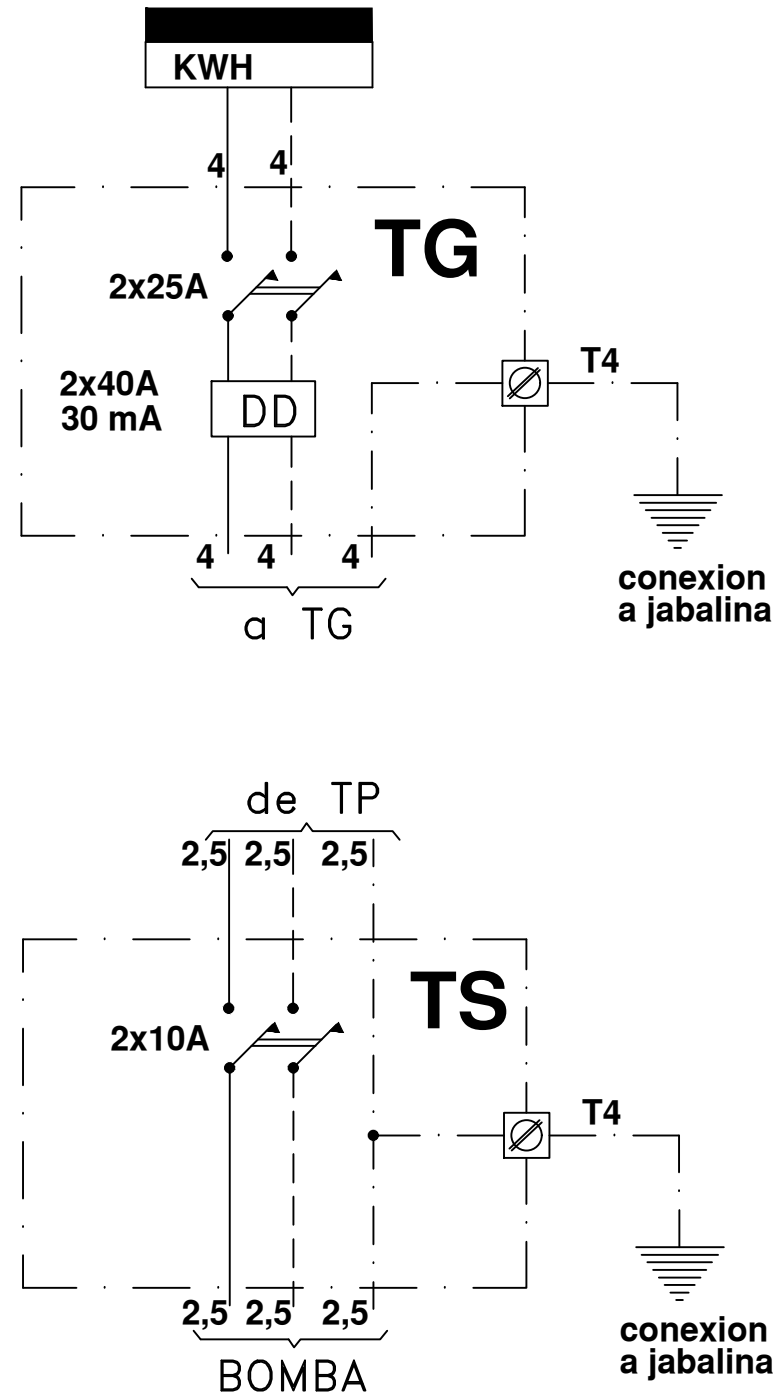 KWH
4 4
TG
2x25A
2x40A
30 mA
DD
T4
4 4 4
a TG
conexion
a jabalina
de TP
2,5 2,5 2,5
TS
2x10A
T4
2,5 2,5 2,5
BOMBA
conexion
a jabalina